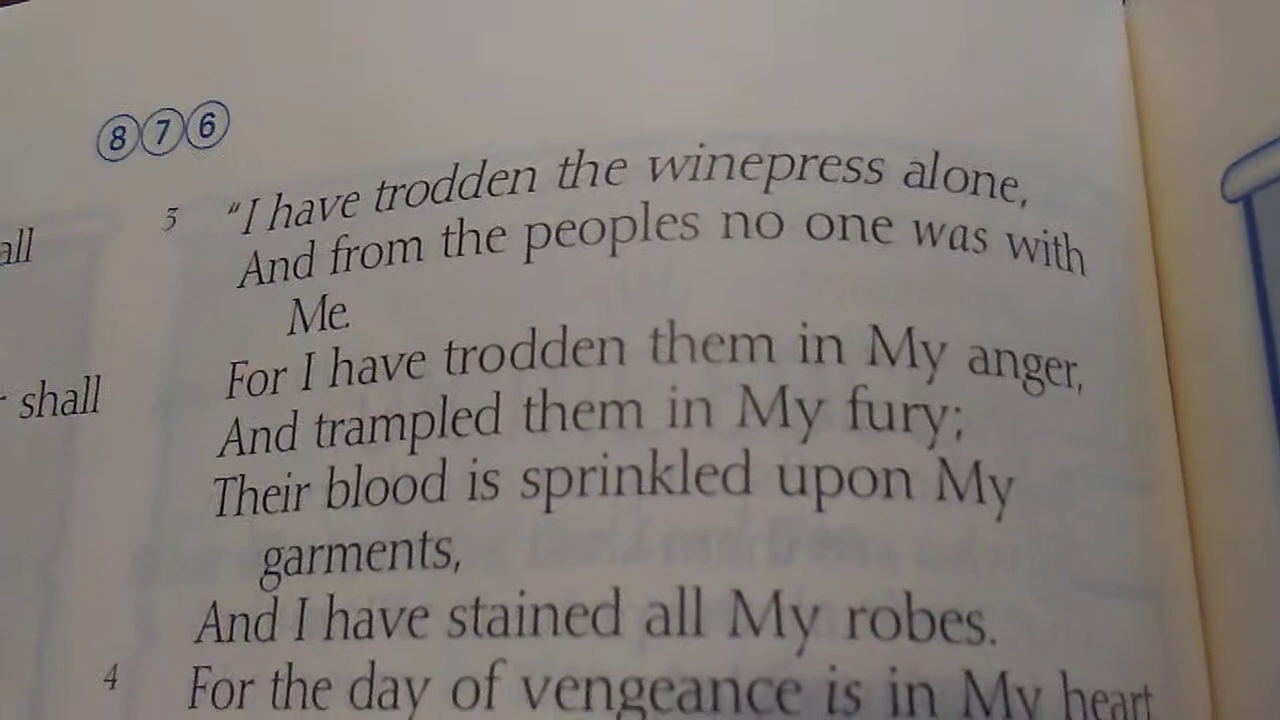 876
all
shall
3 "I have trodden the winepress alone,
And from the peoples no one was with
Me.
For I have trodden them in My anger,
And trampled them in My fury;
Their blood is sprinkled upon My
garments,
And I have stained all My robes.
4 For the day of vengeance is in My heart